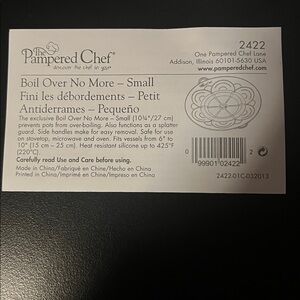 The
Pampered Chef®
discover the chef in you®
2422
One Pampered Chef Lane
Addison, Illinois 60101-5630 USA
www.pamperedchef.com
Boil Over No More – Small
Fini les débordements – Petit
Antiderrames – Pequeño
The exclusive Boil Over No More – Small (10¾"/27 cm)
prevents pots from over-boiling. Also functions as a splatter
guard. Side handles make for easy removal. Safe for use
on stovetop, microwave and oven. Fits vessels from 6" to
10" (15 cm – 25 cm). Heat resistant silicone up to 425°F
(220°C).
Carefully read Use and Care before using.
Made in China/Fabriqué en Chine/Hecho en China
Printed in China/Imprimé en Chine/Impreso en China
0 99901 02422 2
2422-01C-032013